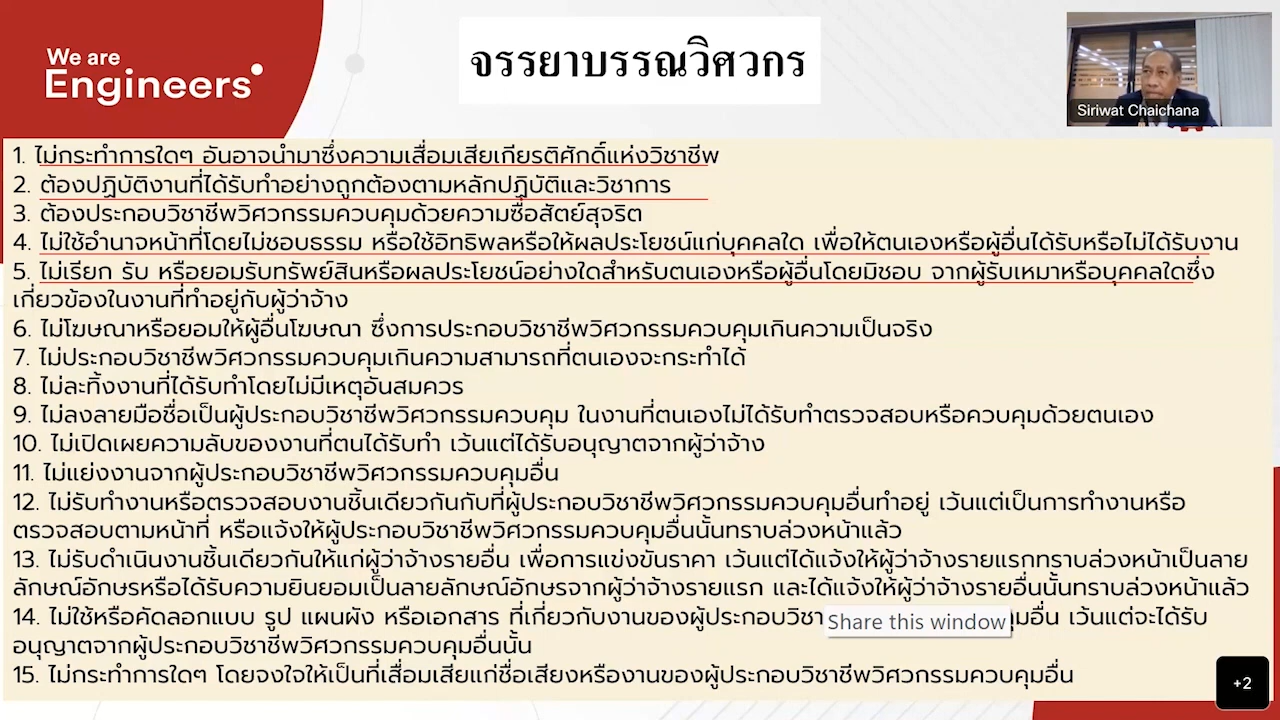 We are
Engineers
จรรยาบรรณวิศวกร
Siriwat Chaichana
1. ไม่กระทำการใดๆ อันอาจนำมาซึ่งความเสื่อมเสียเกียรติศักดิ์แห่งวิชาชีพ
2. ต้องปฏิบัติงานที่ได้รับทำอย่างถูกต้องตามหลักปฏิบัติและวิชาการ
3. ต้องประกอบวิชาชีพวิศวกรรมควบคุมด้วยความซื่อสัตย์สุจริต
4. ไม่ใช้อำนาจหน้าที่โดยไม่ชอบธรรม หรือใช้อิทธิพลหรือให้ผลประโยชน์แก่บุคคลใด เพื่อให้ตนเองหรือผู้อื่นได้รับหรือไม่ได้รับงาน
5. ไม่เรียก รับ หรือยอมรับทรัพย์สินหรือผลประโยชน์อย่างใดสำหรับตนเองหรือผู้อื่นโดยมิชอบ จากผู้รับเหมาหรือบุคคลใดซึ่ง
เกี่ยวข้องในงานที่ทำอยู่กับผู้ว่าจ้าง
6. ไม่โฆษณาหรือยอมให้ผู้อื่นโฆษณา ซึ่งการประกอบวิชาชีพวิศวกรรมควบคุมเกินความเป็นจริง
7. ไม่ประกอบวิชาชีพวิศวกรรมควบคุมเกินความสามารถที่ตนเองจะกระทำได้
8. ไม่ละทิ้งงานที่ได้รับทำโดยไม่มีเหตุอันสมควร
9. ไม่ลงลายมือชื่อเป็นผู้ประกอบวิชาชีพวิศวกรรมควบคุม ในงานที่ตนเองไม่ได้รับทำตรวจสอบหรือควบคุมด้วยตนเอง
10. ไม่เปิดเผยความลับของงานที่ตนได้รับทำ เว้นแต่ได้รับอนุญาตจากผู้ว่าจ้าง
11. ไม่แย่งงานจากผู้ประกอบวิชาชีพวิศวกรรมควบคุมอื่น
12. ไม่รับทำงานหรือตรวจสอบงานชิ้นเดียวกันกับที่ผู้ประกอบวิชาชีพวิศวกรรมควบคุมอื่นทำอยู่ เว้นแต่เป็นการทำงานหรือ
ตรวจสอบตามหน้าที่ หรือแจ้งให้ผู้ประกอบวิชาชีพวิศวกรรมควบคุมอื่นนั้นทราบล่วงหน้าแล้ว
13. ไม่รับดำเนินงานชิ้นเดียวกันให้แก่ผู้ว่าจ้างรายอื่น เพื่อการแข่งขันราคา เว้นแต่ได้แจ้งให้ผู้ว่าจ้างรายแรกทราบล่วงหน้าเป็นลาย
ลักษณ์อักษรหรือได้รับความยินยอมเป็นลายลักษณ์อักษรจากผู้ว่าจ้างรายแรก และได้แจ้งให้ผู้ว่าจ้างรายอื่นนั้นทราบล่วงหน้าแล้ว
14. ไม่ใช้หรือคัดลอกแบบ รูป แผนผัง หรือเอกสาร ที่เกี่ยวกับงานของผู้ประกอบวิชา Share this window ุมอื่น เว้นแต่จะได้รับ
อนุญาตจากผู้ประกอบวิชาชีพวิศวกรรมควบคุมอื่นนั้น
15. ไม่กระทำการใดๆ โดยจงใจให้เป็นที่เสื่อมเสียแก่ชื่อเสียงหรืองานของผู้ประกอบวิชาชีพวิศวกรรมควบคุมอื่น
+2